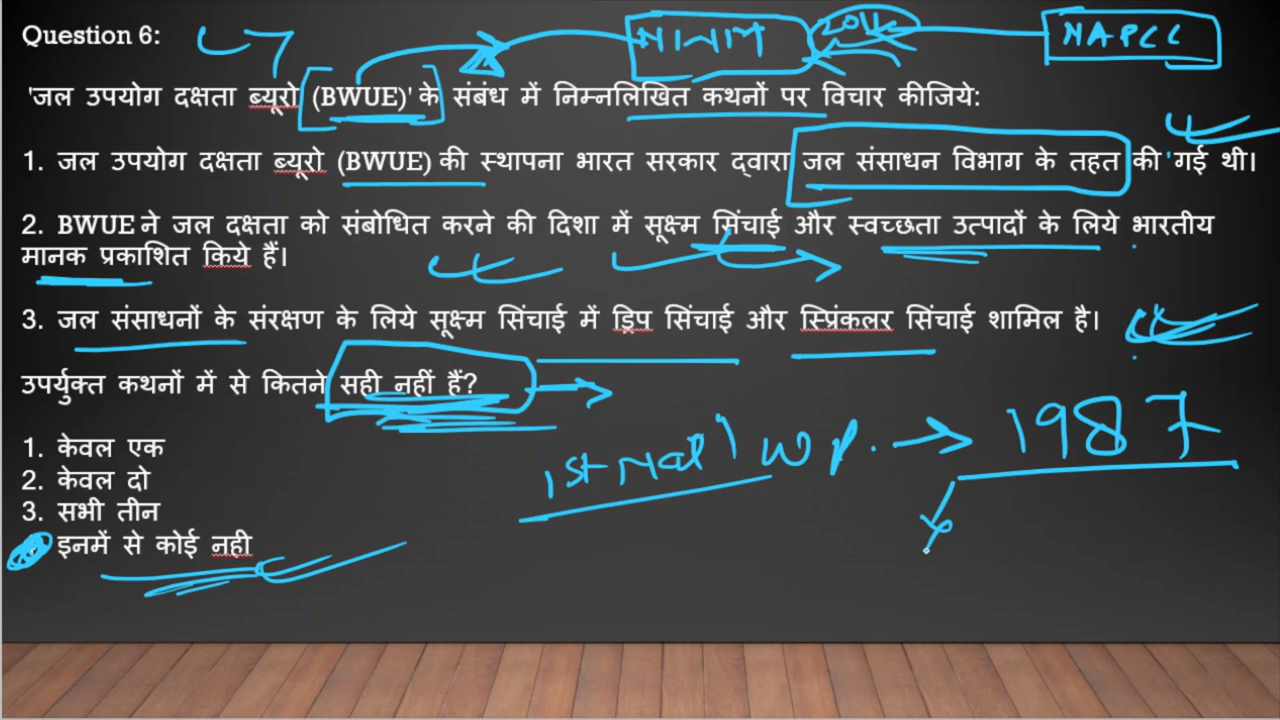 Question 6:
2011
NAPCC
'जल उपयोग दक्षता ब्यूरो (BWUE)' के संबंध में निम्नलिखित कथनों पर विचार कीजिये:
1. जल उपयोग दक्षता ब्यूरो (BWUE) की स्थापना भारत सरकार द्वारा जल संसाधन विभाग के तहत की गई थी।
2. BWUE ने जल दक्षता को संबोधित करने की दिशा में सूक्ष्म सिंचाई और स्वच्छता उत्पादों के लिये भारतीय
मानक प्रकाशित किये हैं।
3. जल संसाधनों के संरक्षण के लिये सूक्ष्म सिंचाई में ड्रिप सिंचाई और स्प्रिंकलर सिंचाई शामिल है।
उपर्युक्त कथनों में से कितने सही नहीं हैं?
1. केवल एक
2. केवल दो
3. सभी तीन
इनमें से कोई नही
1st Nat'l W P. → 1987